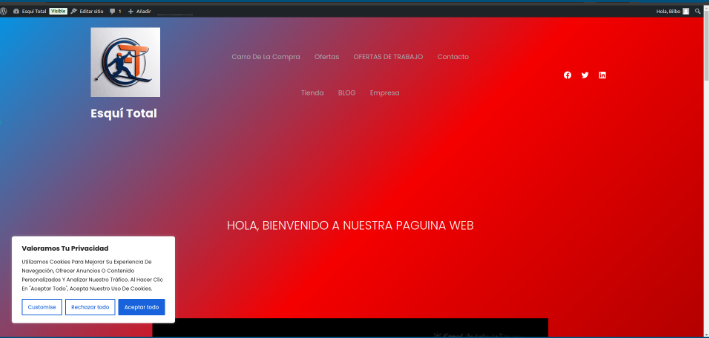 Esquí Total Visible Editar sitio 1 Añadir
Hola, Bilbo
Carro De La Compra Ofertas OFERTAS DE TRABAJO Contacto
Tienda BLOG Empresa
Esquí Total
HOLA, BIENVENIDO A NUESTRA PAGUINA WEB
Valoramos Tu Privacidad
Utilizamos Cookies Para Mejorar Su Experiencia De
Navegación, Ofrecer Anuncios O Contenido
Personalizados Y Analizar Nuestro Tráfico. Al Hacer Clic
En "Aceptar Todo", Acepta Nuestro Uso De Cookies.
Customise Rechazar todo Aceptar todo